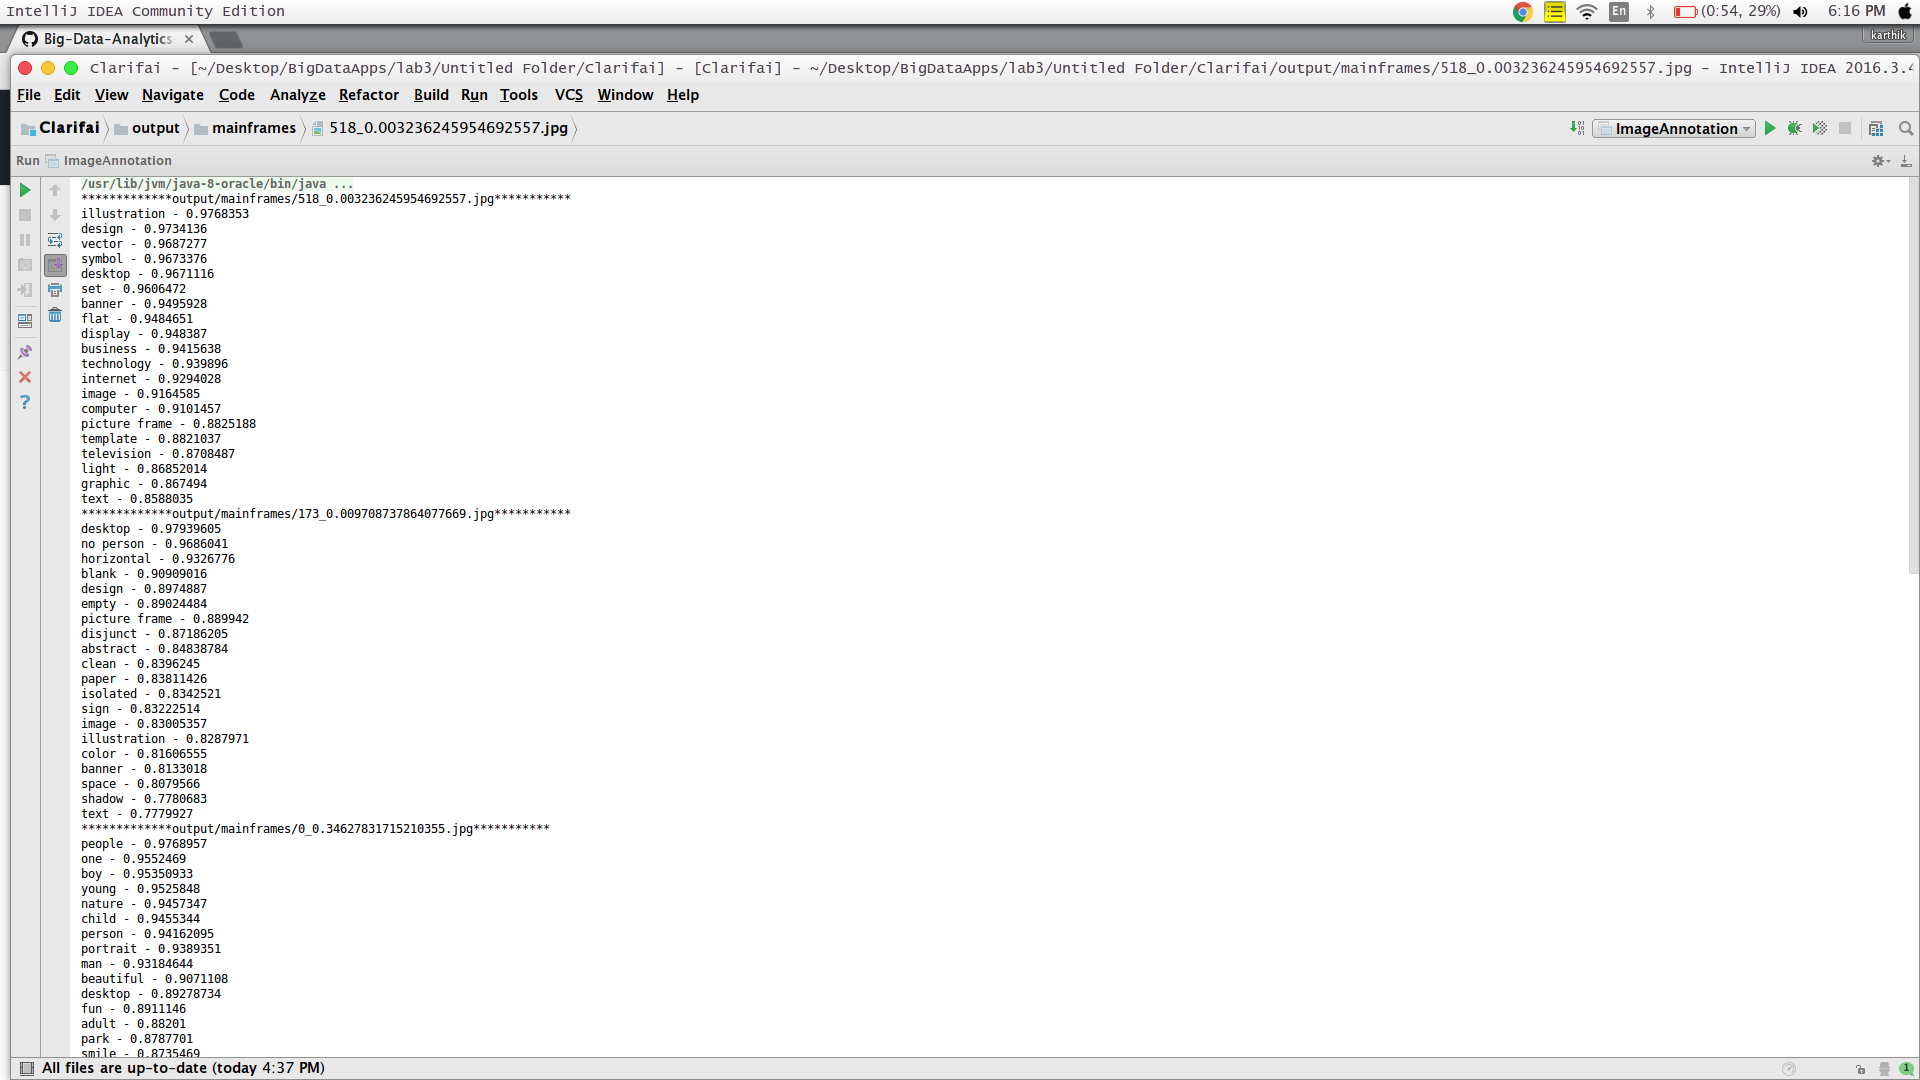 IntelliJ IDEA Community Edition
En
(0:54, 29%)
6:16 PM
Big-Data-Analytics
karthik
Clarifai - [~/Desktop/BigDataApps/lab3/Untitled Folder/Clarifai] - [Clarifai] - ~/Desktop/BigDataApps/lab3/Untitled Folder/Clarifai/output/mainframes/518_0.003236245954692557.jpg - IntelliJ IDEA 2016.3.4
File Edit View Navigate Code Analyze Refactor Build Run Tools VCS Window Help
Clarifai output mainframes 518_0.003236245954692557.jpg
ImageAnnotation
Run ImageAnnotation
/usr/lib/jvm/java-8-oracle/bin/java ...
*************output/mainframes/518_0.003236245954692557.jpg***********
illustration - 0.9768353
design - 0.9734136
vector - 0.9687277
symbol - 0.9673376
desktop - 0.9671116
set - 0.9606472
banner - 0.9495928
flat - 0.9484651
display - 0.948387
business - 0.9415638
technology - 0.939896
internet - 0.9294028
image - 0.9164585
computer - 0.9101457
picture frame - 0.8825188
template - 0.8821037
television - 0.8708487
light - 0.86852014
graphic - 0.867494
text - 0.8588035
*************output/mainframes/173_0.009708737864077669.jpg***********
desktop - 0.97939605
no person - 0.9686041
horizontal - 0.9326776
blank - 0.90909016
design - 0.8974887
empty - 0.89024484
picture frame - 0.889942
disjunct - 0.87186205
abstract - 0.84838784
clean - 0.8396245
paper - 0.83811426
isolated - 0.8342521
sign - 0.83222514
image - 0.83005357
illustration - 0.8287971
color - 0.81606555
banner - 0.8133018
space - 0.8079566
shadow - 0.7780683
text - 0.7779927
*************output/mainframes/0_0.34627831715210355.jpg***********
people - 0.9768957
one - 0.9552469
boy - 0.95350933
young - 0.9525848
nature - 0.9457347
child - 0.9455344
person - 0.94162095
portrait - 0.9389351
man - 0.93184644
beautiful - 0.9071108
desktop - 0.89278734
fun - 0.8911146
adult - 0.88201
park - 0.8787701
smile - 0.8735469
All files are up-to-date (today 4:37 PM)
1